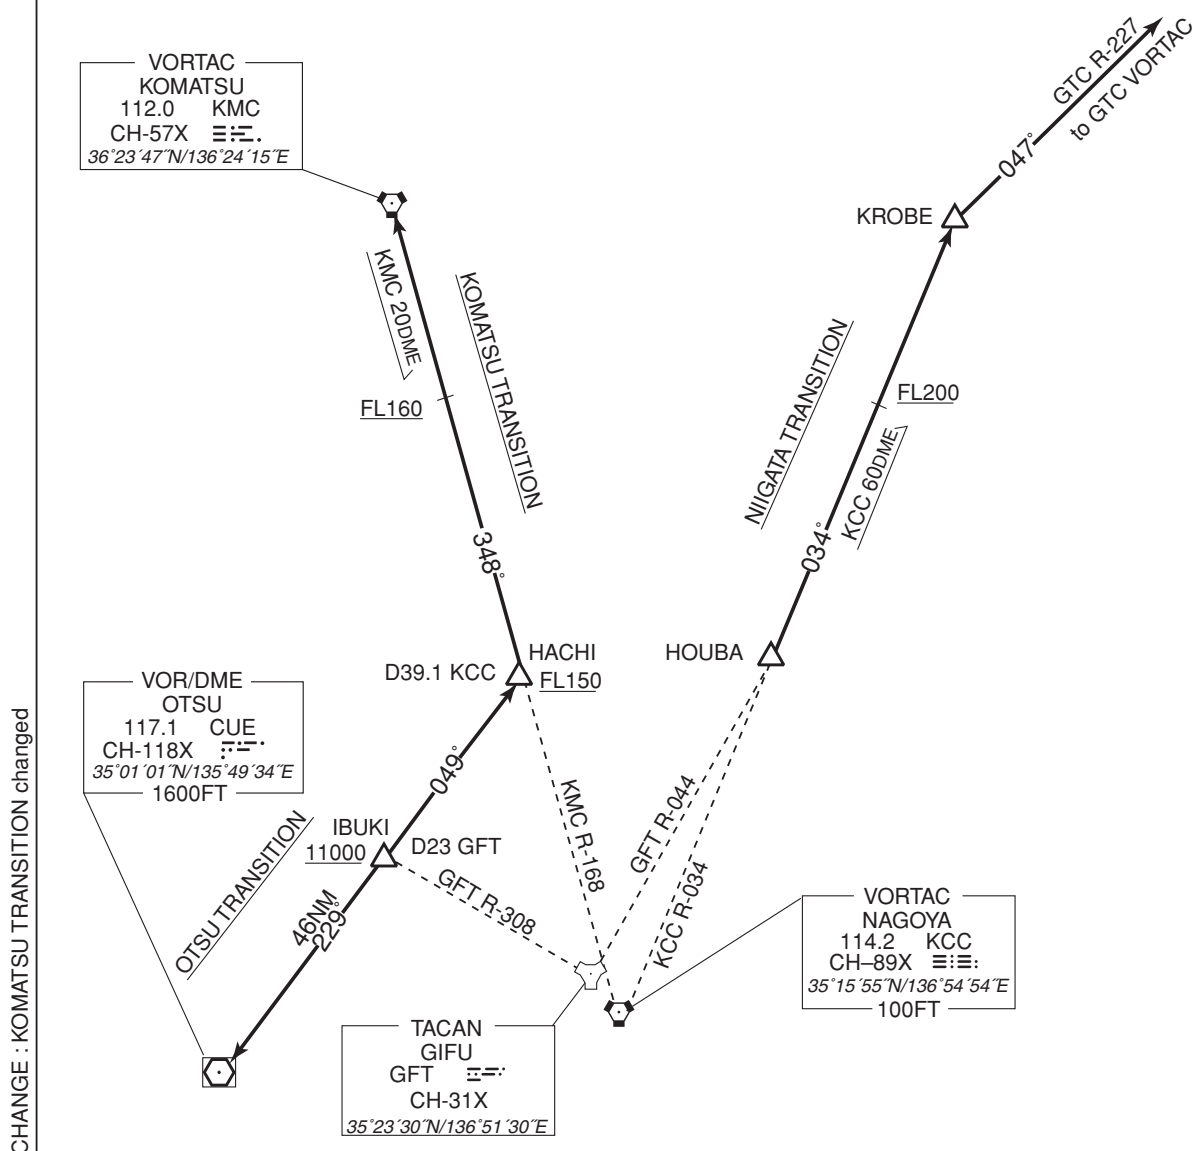 VORTAC
KOMATSU
112.0 KMC
CH-57X
36°23´47˝N/136°24´15˝E
GTC R-227
to GTC VORTAC
047°
KROBE
KMC 20DME
KOMATSU TRANSITION
FL160
NIIGATA TRANSITION
FL200
KCC 60DME
034°
348°
HACHI
D39.1 KCC
FL150
HOUBA
VOR/DME
OTSU
117.1 CUE
CH-118X
35°01´01˝N/135°49´34˝E
1600FT
049°
KMC R-168
GFT R-044
KCC R-034
IBUKI
11000
D23 GFT
GFT R-308
OTSU TRANSITION
46NM
229°
VORTAC
NAGOYA
114.2 KCC
CH–89X
35°15´55˝N/136°54´54˝E
100FT
TACAN
GIFU
GFT
CH-31X
35°23´30˝N/136°51´30˝E
CHANGE : KOMATSU TRANSITION changed